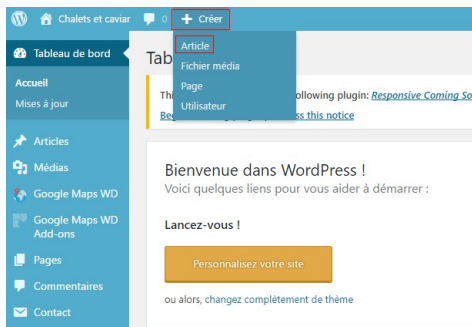 Chalets et caviar 0 + Créer
Article
Fichier média
Page
Utilisateur
Tableau de bord
Accueil
Mises à jour
Articles
Médias
Google Maps WD
Google Maps WD
Add-ons
Pages
Commentaires
Contact
Tab
Thi ollowing plugin: Responsive Coming So
Beg ss this notice
Bienvenue dans WordPress !
Voici quelques liens pour vous aider à démarrer :
Lancez-vous !
Personnalisez votre site
ou alors, changez complètement de thème